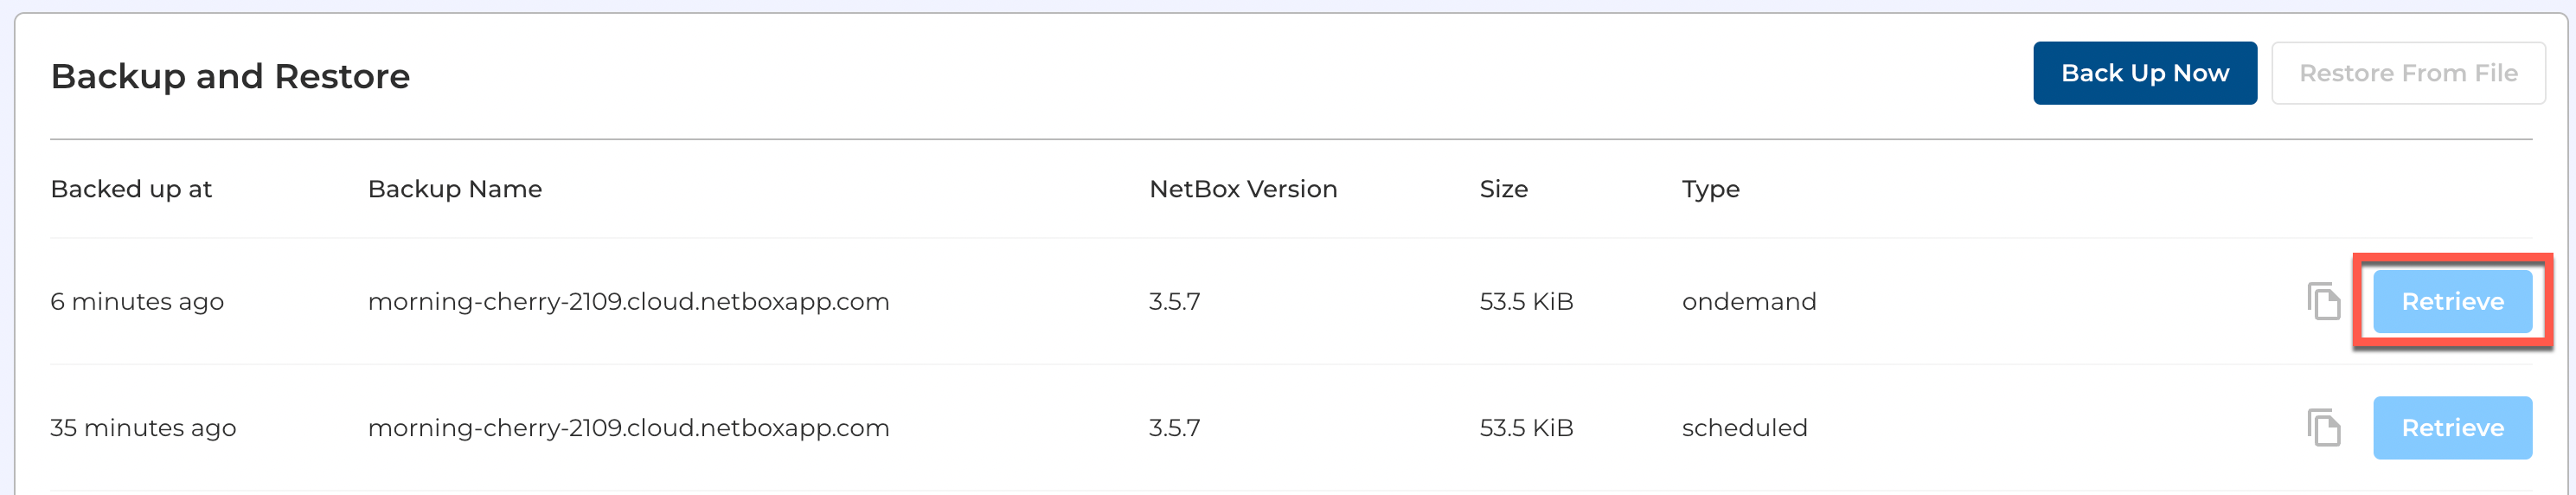 Backup and Restore
Back Up Now
Restore From File
Backed up at Backup Name NetBox Version Size Type
6 minutes ago morning-cherry-2109.cloud.netboxapp.com 3.5.7 53.5 KiB ondemand Retrieve
35 minutes ago morning-cherry-2109.cloud.netboxapp.com 3.5.7 53.5 KiB scheduled Retrieve